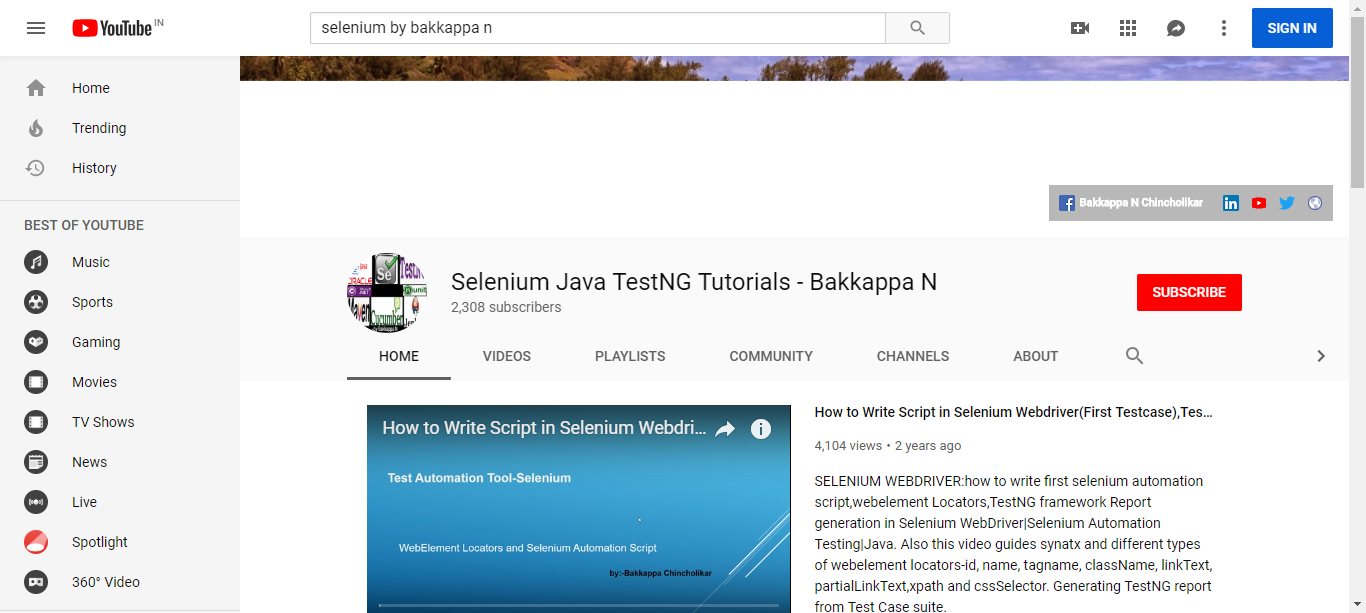 YouTube IN
selenium by bakkappa n
SIGN IN
Home
Trending
History
BEST OF YOUTUBE
Music
Sports
Gaming
Movies
TV Shows
News
Live
Spotlight
360° Video
Bakkappa N Chincholikar
Selenium Java TestNG Tutorials - Bakkappa N
2,308 subscribers
SUBSCRIBE
HOME VIDEOS PLAYLISTS COMMUNITY CHANNELS ABOUT
How to Write Script in Selenium Webdri...
Test Automation Tool-Selenium
WebElement Locators and Selenium Automation Script
by:-Bakkappa Chincholikar
How to Write Script in Selenium Webdriver(First Testcase),Tes...
4,104 views • 2 years ago
SELENIUM WEBDRIVER:how to write first selenium automation
script,webelement Locators,TestNG framework Report
generation in Selenium WebDriver|Selenium Automation
Testing|Java. Also this video guides synatx and different types
of webelement locators-id, name, tagname, className, linkText,
partialLinkText,xpath and cssSelector. Generating TestNG report
from Test Case suite.